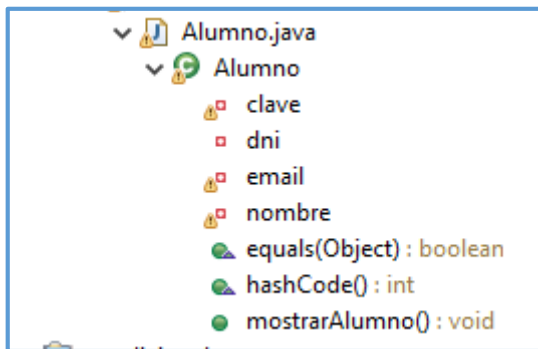 Alumno.java
Alumno
clave
dni
email
nombre
equals(Object) : boolean
hashCode() : int
mostrarAlumno() : void